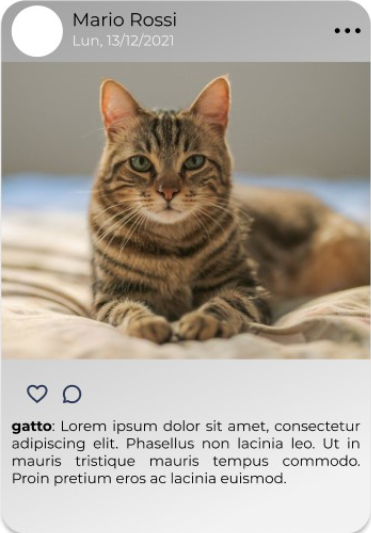 Mario Rossi
Lun, 13/12/2021
gatto: Lorem ipsum dolor sit amet, consectetur
adipiscing elit. Phasellus non lacinia leo. Ut in
mauris tristique mauris tempus commodo.
Proin pretium eros ac lacinia euismod.